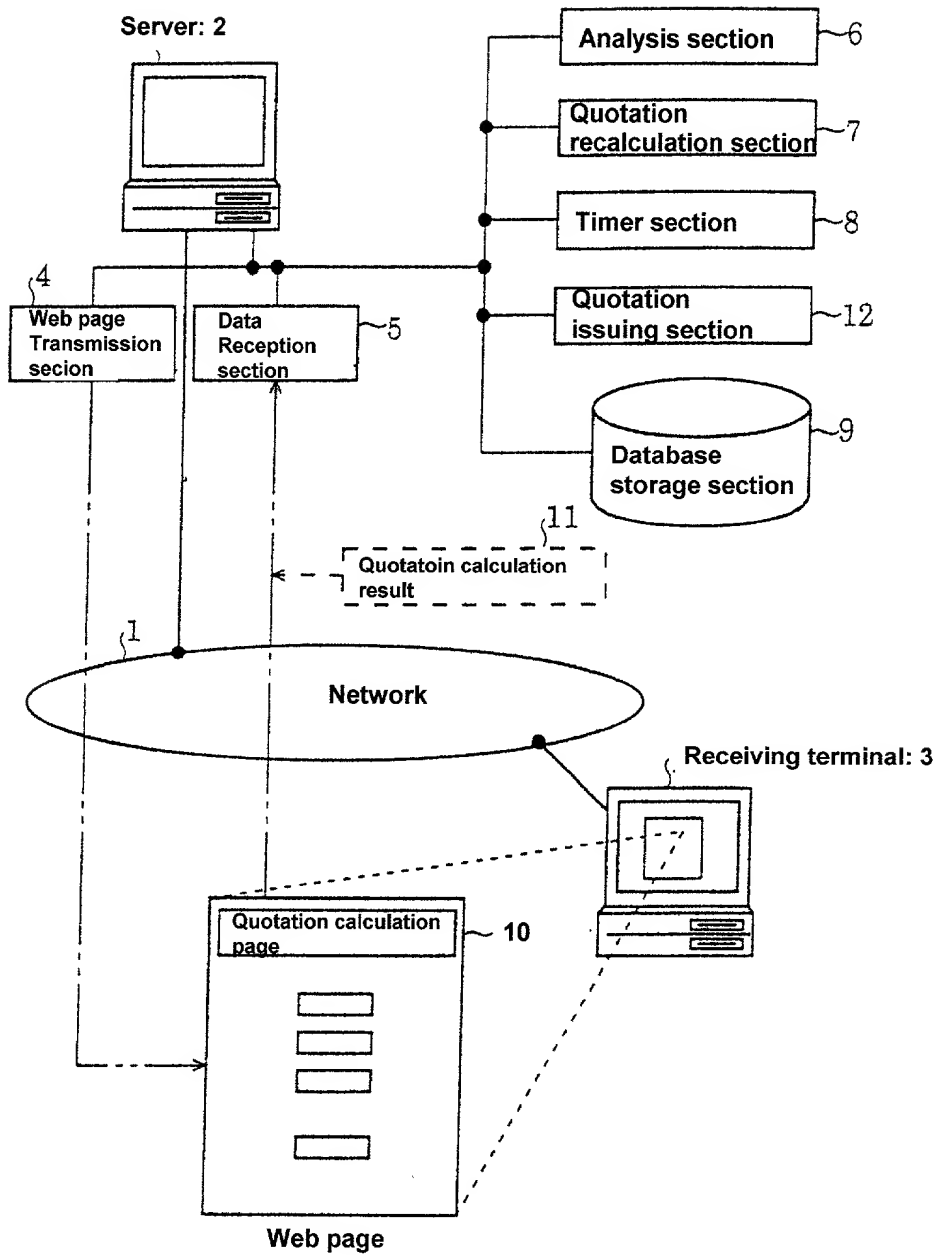 Server: 2
Analysis section
6
Quotation
recalculation section
7
Timer section
8
4
Web page
Transmission
secion
Data
Reception
section
5
Quotation
issuing section
12
Database
storage section
9
11
Quotatoin calculation
result
1
Network
Receiving terminal: 3
Quotation calculation
page
10
Web page